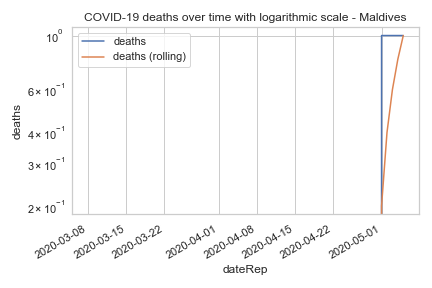 COVID-19 deaths over time with logarithmic scale - Maldives
deaths
deaths (rolling)
10⁰
6 × 10⁻¹
4 × 10⁻¹
3 × 10⁻¹
2 × 10⁻¹
deaths
2020-03-08
2020-03-15
2020-03-22
2020-04-01
2020-04-08
2020-04-15
2020-04-22
2020-05-01
dateRep